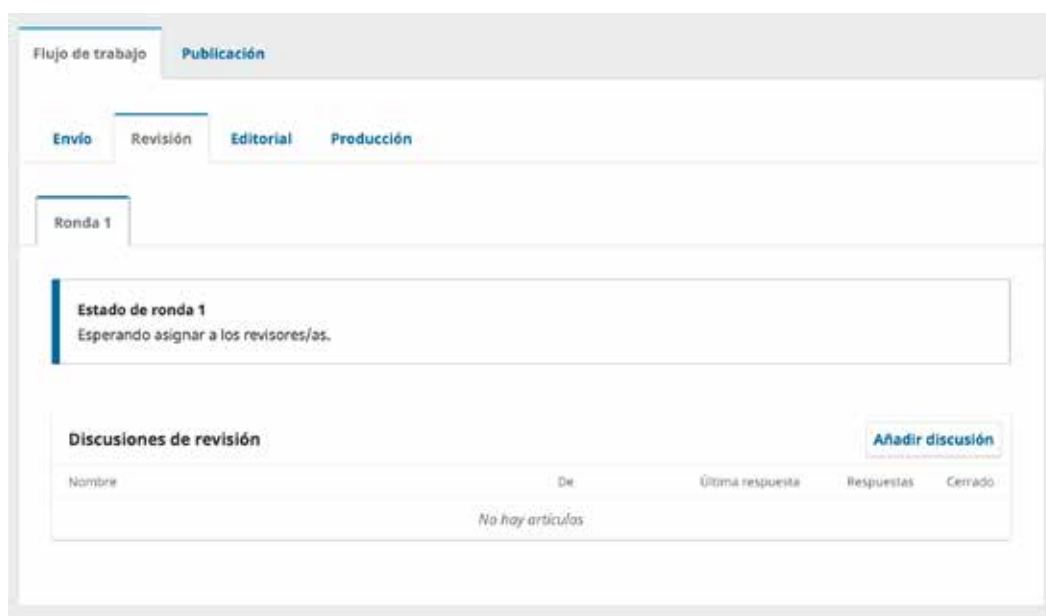 Flujo de trabajo Publicación
Envío Revisión Editorial Producción
Ronda 1
Estado de ronda 1
Esperando asignar a los revisores/as.
Discusiones de revisión Añadir discusión
Nombre De Última respuesta Respuestas Cerrado
No hay artículos